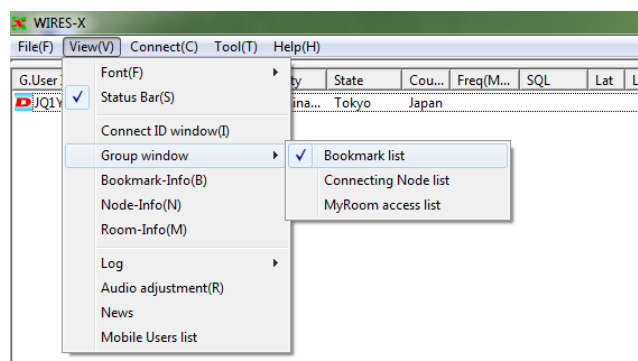 WIRES-X
File(F) View(V) Connect(C) Tool(T) Help(H)
G.User ty State Cou... Freq(M... SQL Lat L
JQ1Y ina... Tokyo Japan
Font(F)
Status Bar(S)
Connect ID window(I)
Group window
Bookmark-Info(B)
Node-Info(N)
Room-Info(M)
Log
Audio adjustment(R)
News
Mobile Users list
Bookmark list
Connecting Node list
MyRoom access list